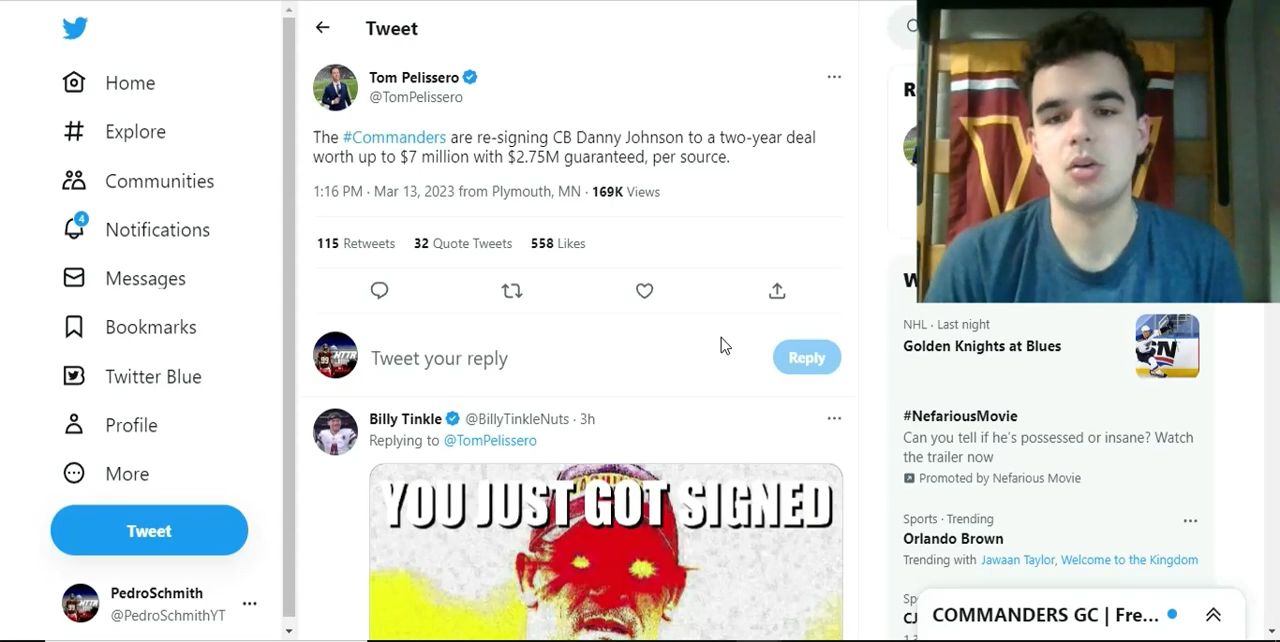 Tweet
Home
Explore
Communities
4
Notifications
Messages
Bookmarks
Twitter Blue
Profile
More
Tweet
PedroSchmith
@PedroSchmithYT
Tom Pelissero
@TomPelissero
The #Commanders are re-signing CB Danny Johnson to a two-year deal
worth up to $7 million with $2.75M guaranteed, per source.
1:16 PM · Mar 13, 2023 from Plymouth, MN · 169K Views
115 Retweets 32 Quote Tweets 558 Likes
Tweet your reply
Reply
Billy Tinkle @BillyTinkleNuts · 3h
Replying to @TomPelissero
YOU JUST GOT SIGNED
NHL · Last night
Golden Knights at Blues
#NefariousMovie
Can you tell if he's possessed or insane? Watch
the trailer now
Promoted by Nefarious Movie
Sports · Trending
Orlando Brown
Trending with Jawaan Taylor, Welcome to the Kingdom
COMMANDERS GC | Fre...